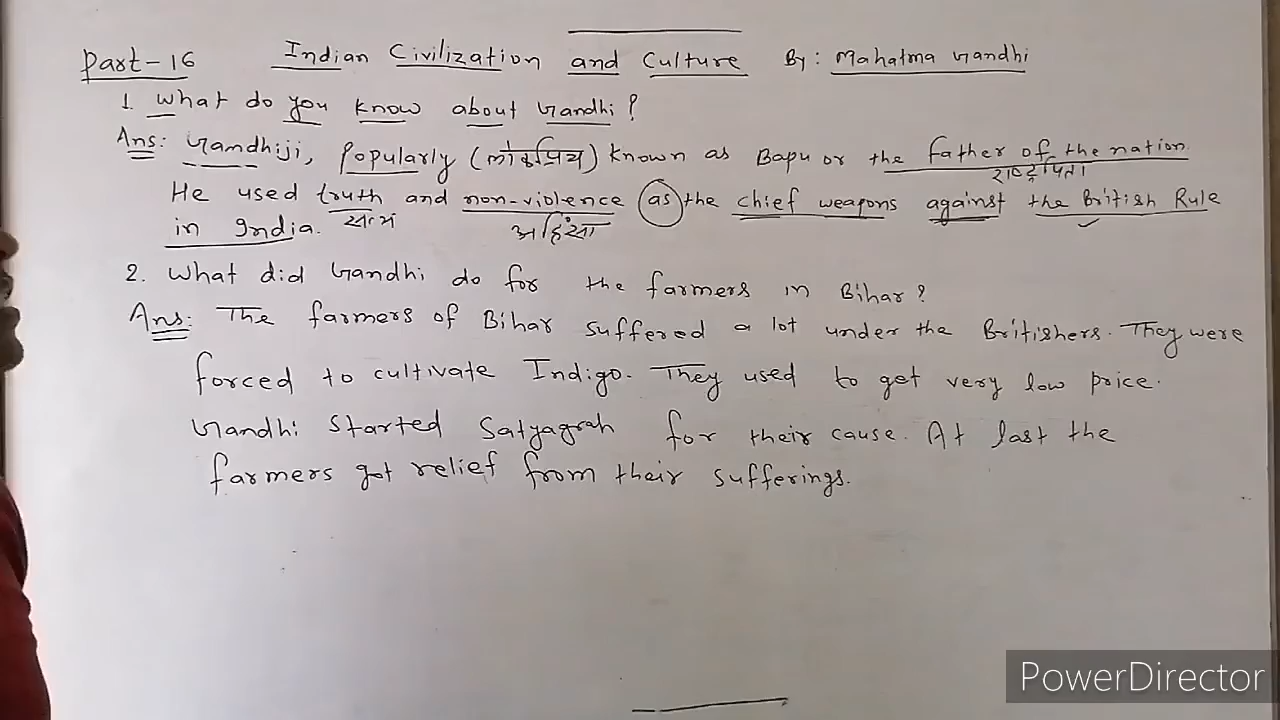 Part-16 Indian Civilization and Culture By: Mahatma Gandhi
1 What do you know about Gandhi?
Ans: Gandhiji, Popularly (लोकप्रिय) known as Bapu or the father of the nation.
राष्ट्रपिता
He used truth and non-violence as the chief weapons against the British Rule
सत्य अहिंसा
in India.
2. What did Gandhi do for the farmers in Bihar?
Ans: The farmers of Bihar suffered a lot under the Britishers. They were
forced to cultivate Indigo. They used to get very low price.
Gandhi started Satyagrah for their cause. At last the
farmers got relief from their sufferings.
PowerDirector